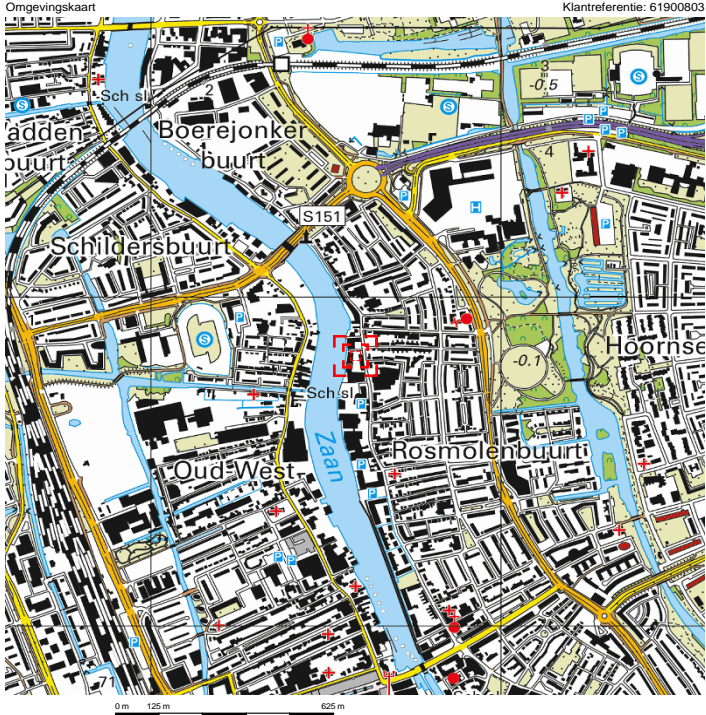 Omgevingskaart
Klantreferentie: 61900803
P
3
-0.5
S
2
Sch sl
S
S
P
P
P
adden
buurt
Boerejonker
buurt
4
P
H
P
S151
Schildersbuurt
P
S
1
Hoornse
-0.1
Sch sl
P
Zaan
Rosmolenbuurt
Oud West
P
P
P
P
P
71
0 m
125 m
625 m